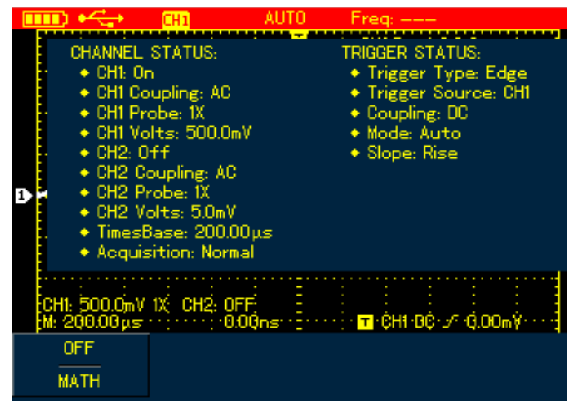 CH1 AUTO Freq: ---
CHANNEL STATUS:
◆ CH1: On
◆ CH1 Coupling: AC
◆ CH1 Probe: 1X
◆ CH1 Volts: 500.0mV
◆ CH2: Off
◆ CH2 Coupling: AC
◆ CH2 Probe: 1X
◆ CH2 Volts: 5.0mV
◆ TimesBase: 200.00µs
◆ Acquisition: Normal
TRIGGER STATUS:
◆ Trigger Type: Edge
◆ Trigger Source: CH1
◆ Coupling: DC
◆ Mode: Auto
◆ Slope: Rise
1
CH1: 500.0mV 1X CH2: OFF
M: 200.00µs 0.00ns T CH1 DC 0.00mV
OFF
MATH